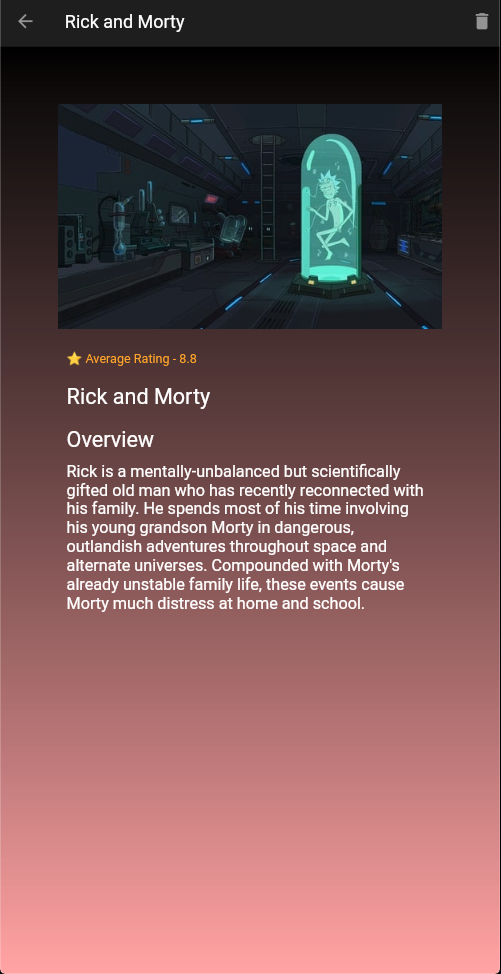 Rick and Morty
⭐ Average Rating - 8.8
Rick and Morty
Overview
Rick is a mentally-unbalanced but scientifically
gifted old man who has recently reconnected with
his family. He spends most of his time involving
his young grandson Morty in dangerous,
outlandish adventures throughout space and
alternate universes. Compounded with Morty's
already unstable family life, these events cause
Morty much distress at home and school.